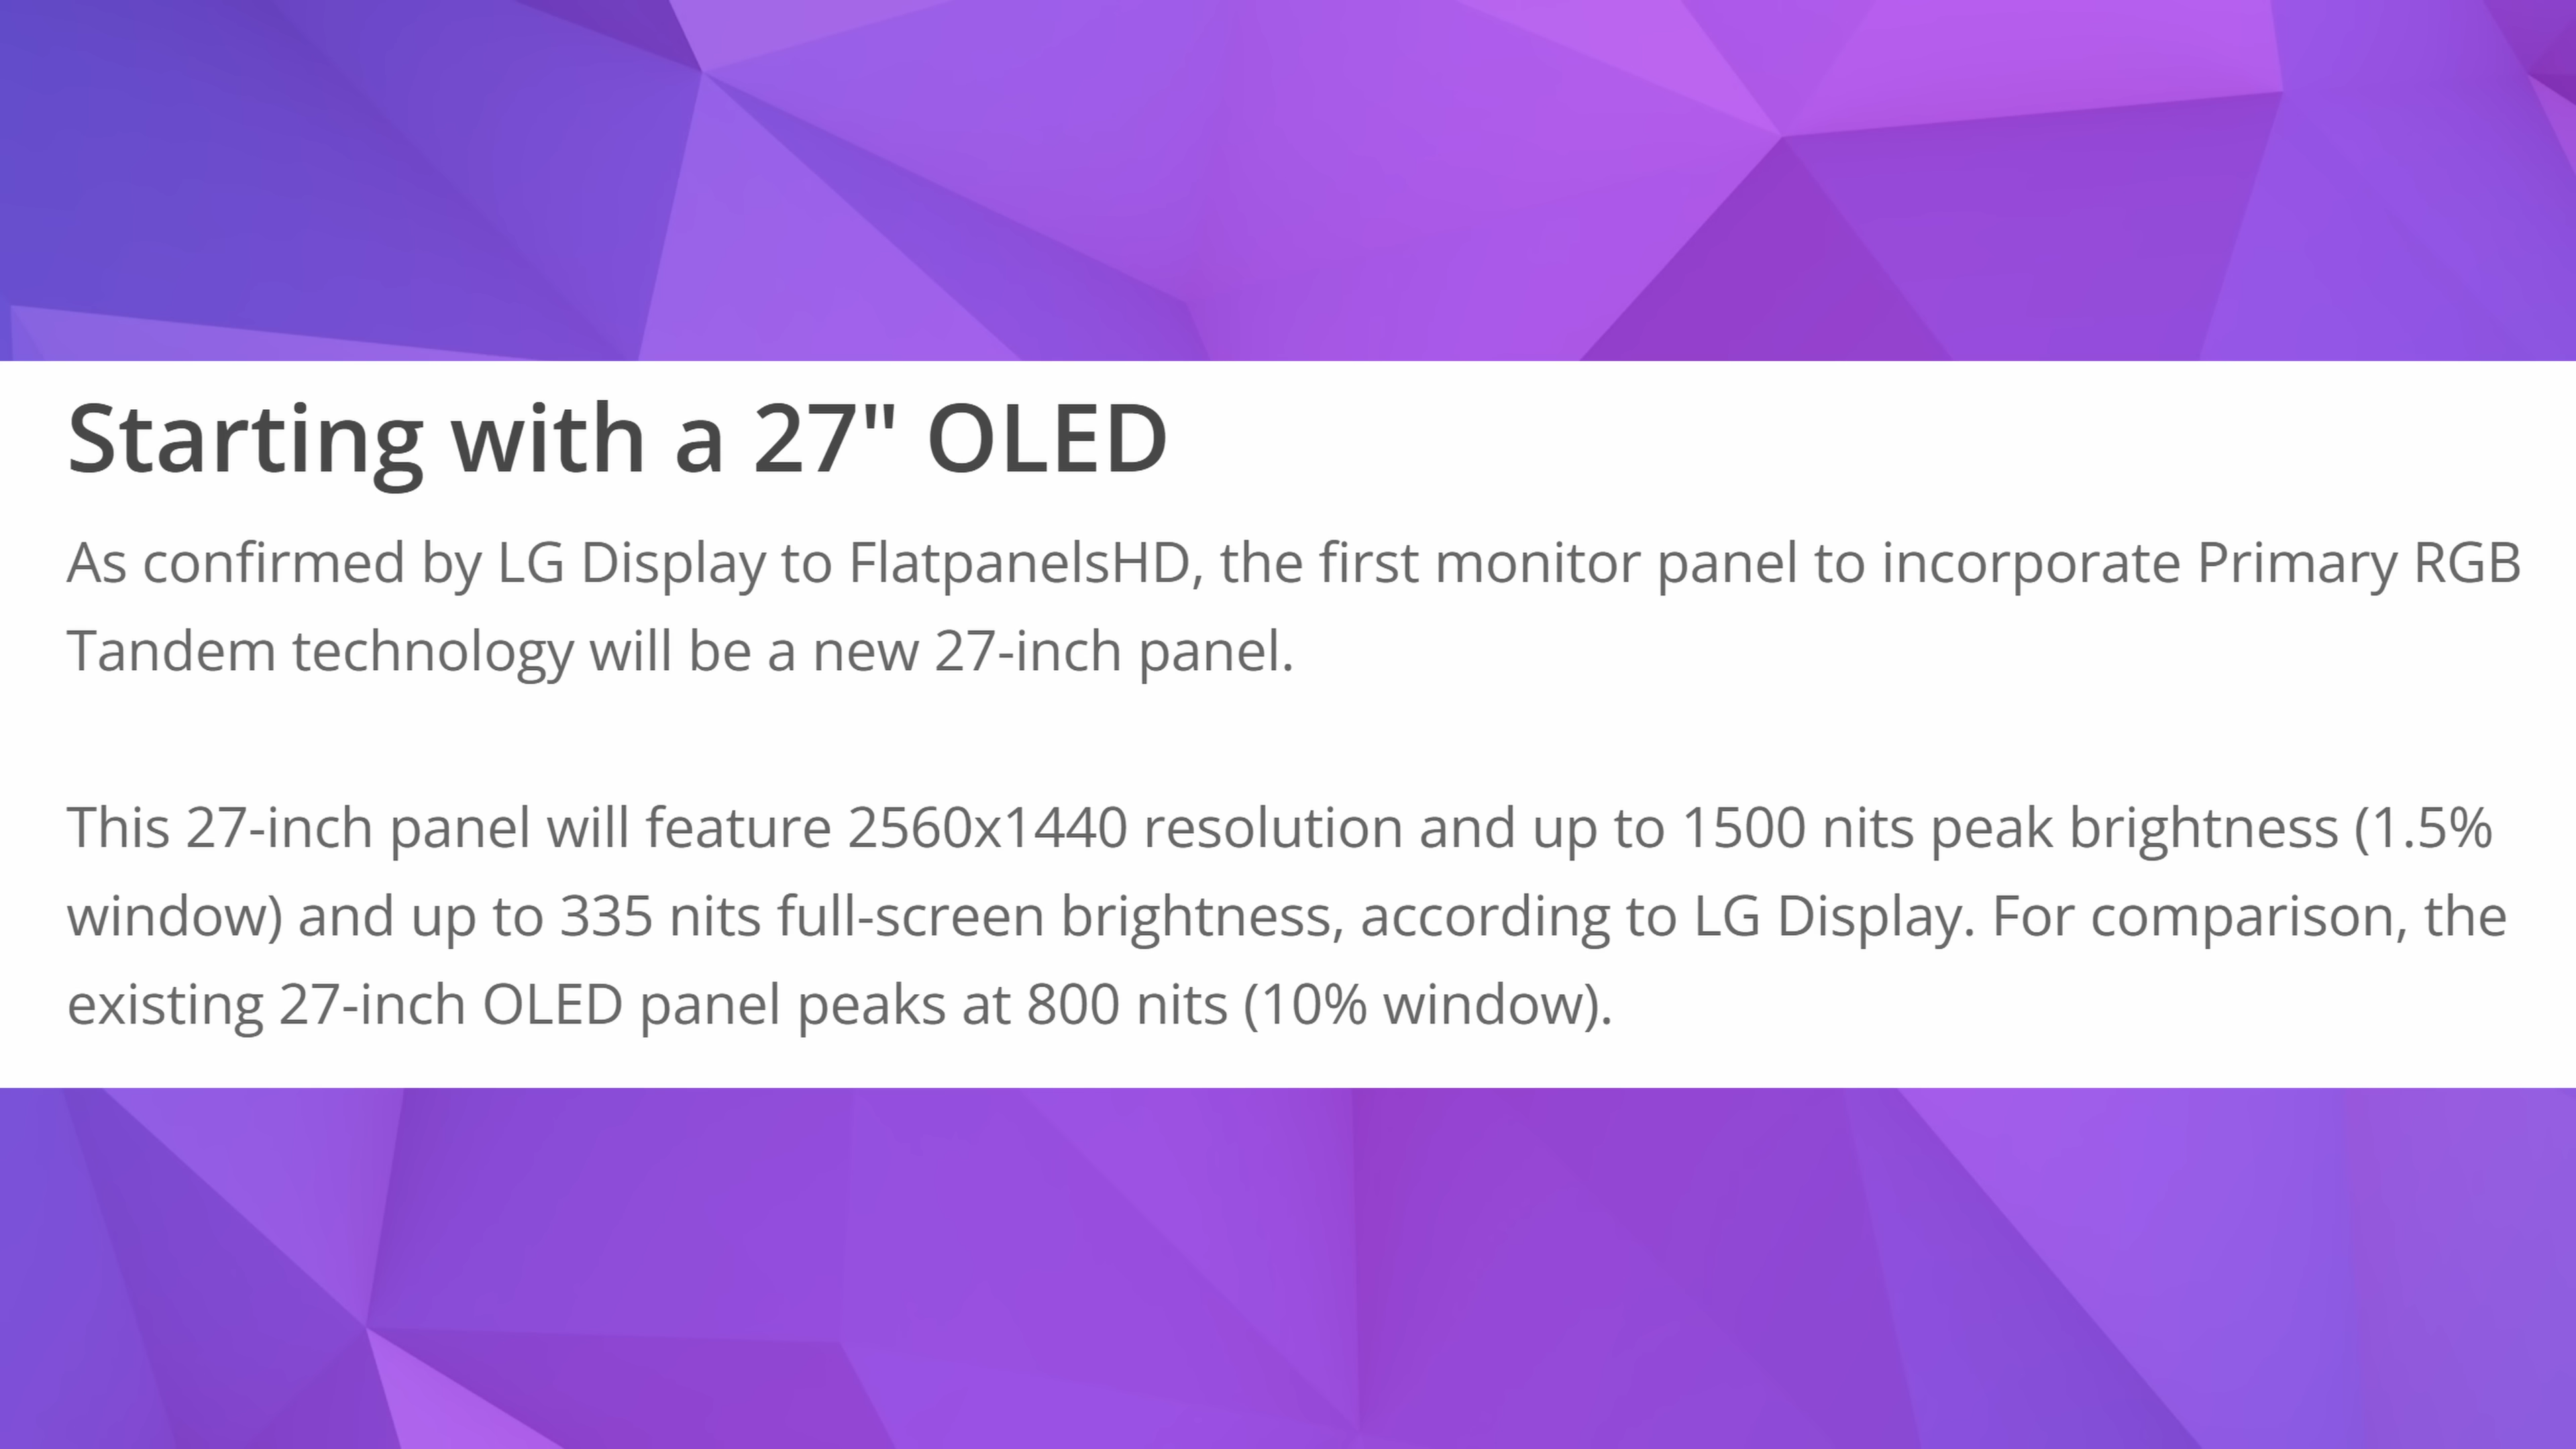 Starting with a 27" OLED
As confirmed by LG Display to FlatpanelsHD, the first monitor panel to incorporate Primary RGB
Tandem technology will be a new 27-inch panel.
This 27-inch panel will feature 2560x1440 resolution and up to 1500 nits peak brightness (1.5%
window) and up to 335 nits full-screen brightness, according to LG Display. For comparison, the
existing 27-inch OLED panel peaks at 800 nits (10% window).